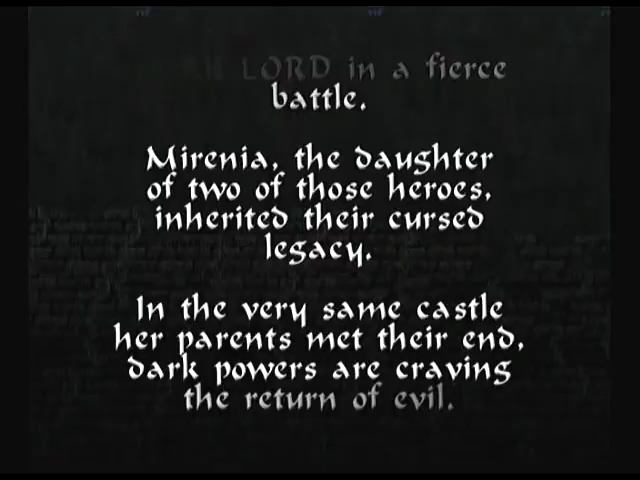 LORD in a fierce
battle.
Mirenia, the daughter
of two of those heroes,
inherited their cursed
legacy.
In the very same castle
her parents met their end,
dark powers are craving
the return of evil.